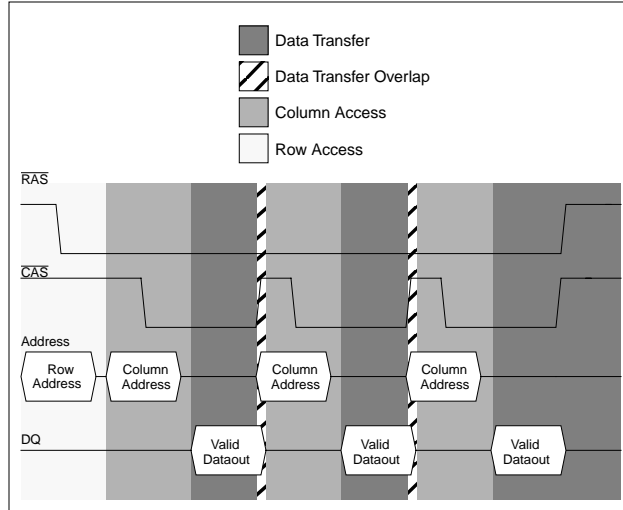 Data Transfer
Data Transfer Overlap
Column Access
Row Access
RAS
CAS
Address
Row
Address
Column
Address
Column
Address
Column
Address
DQ
Valid
Dataout
Valid
Dataout
Valid
Dataout